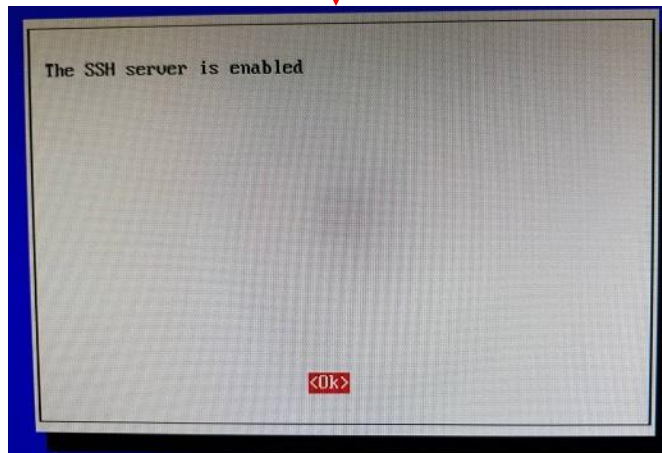 The SSH server is enabled
<Ok>